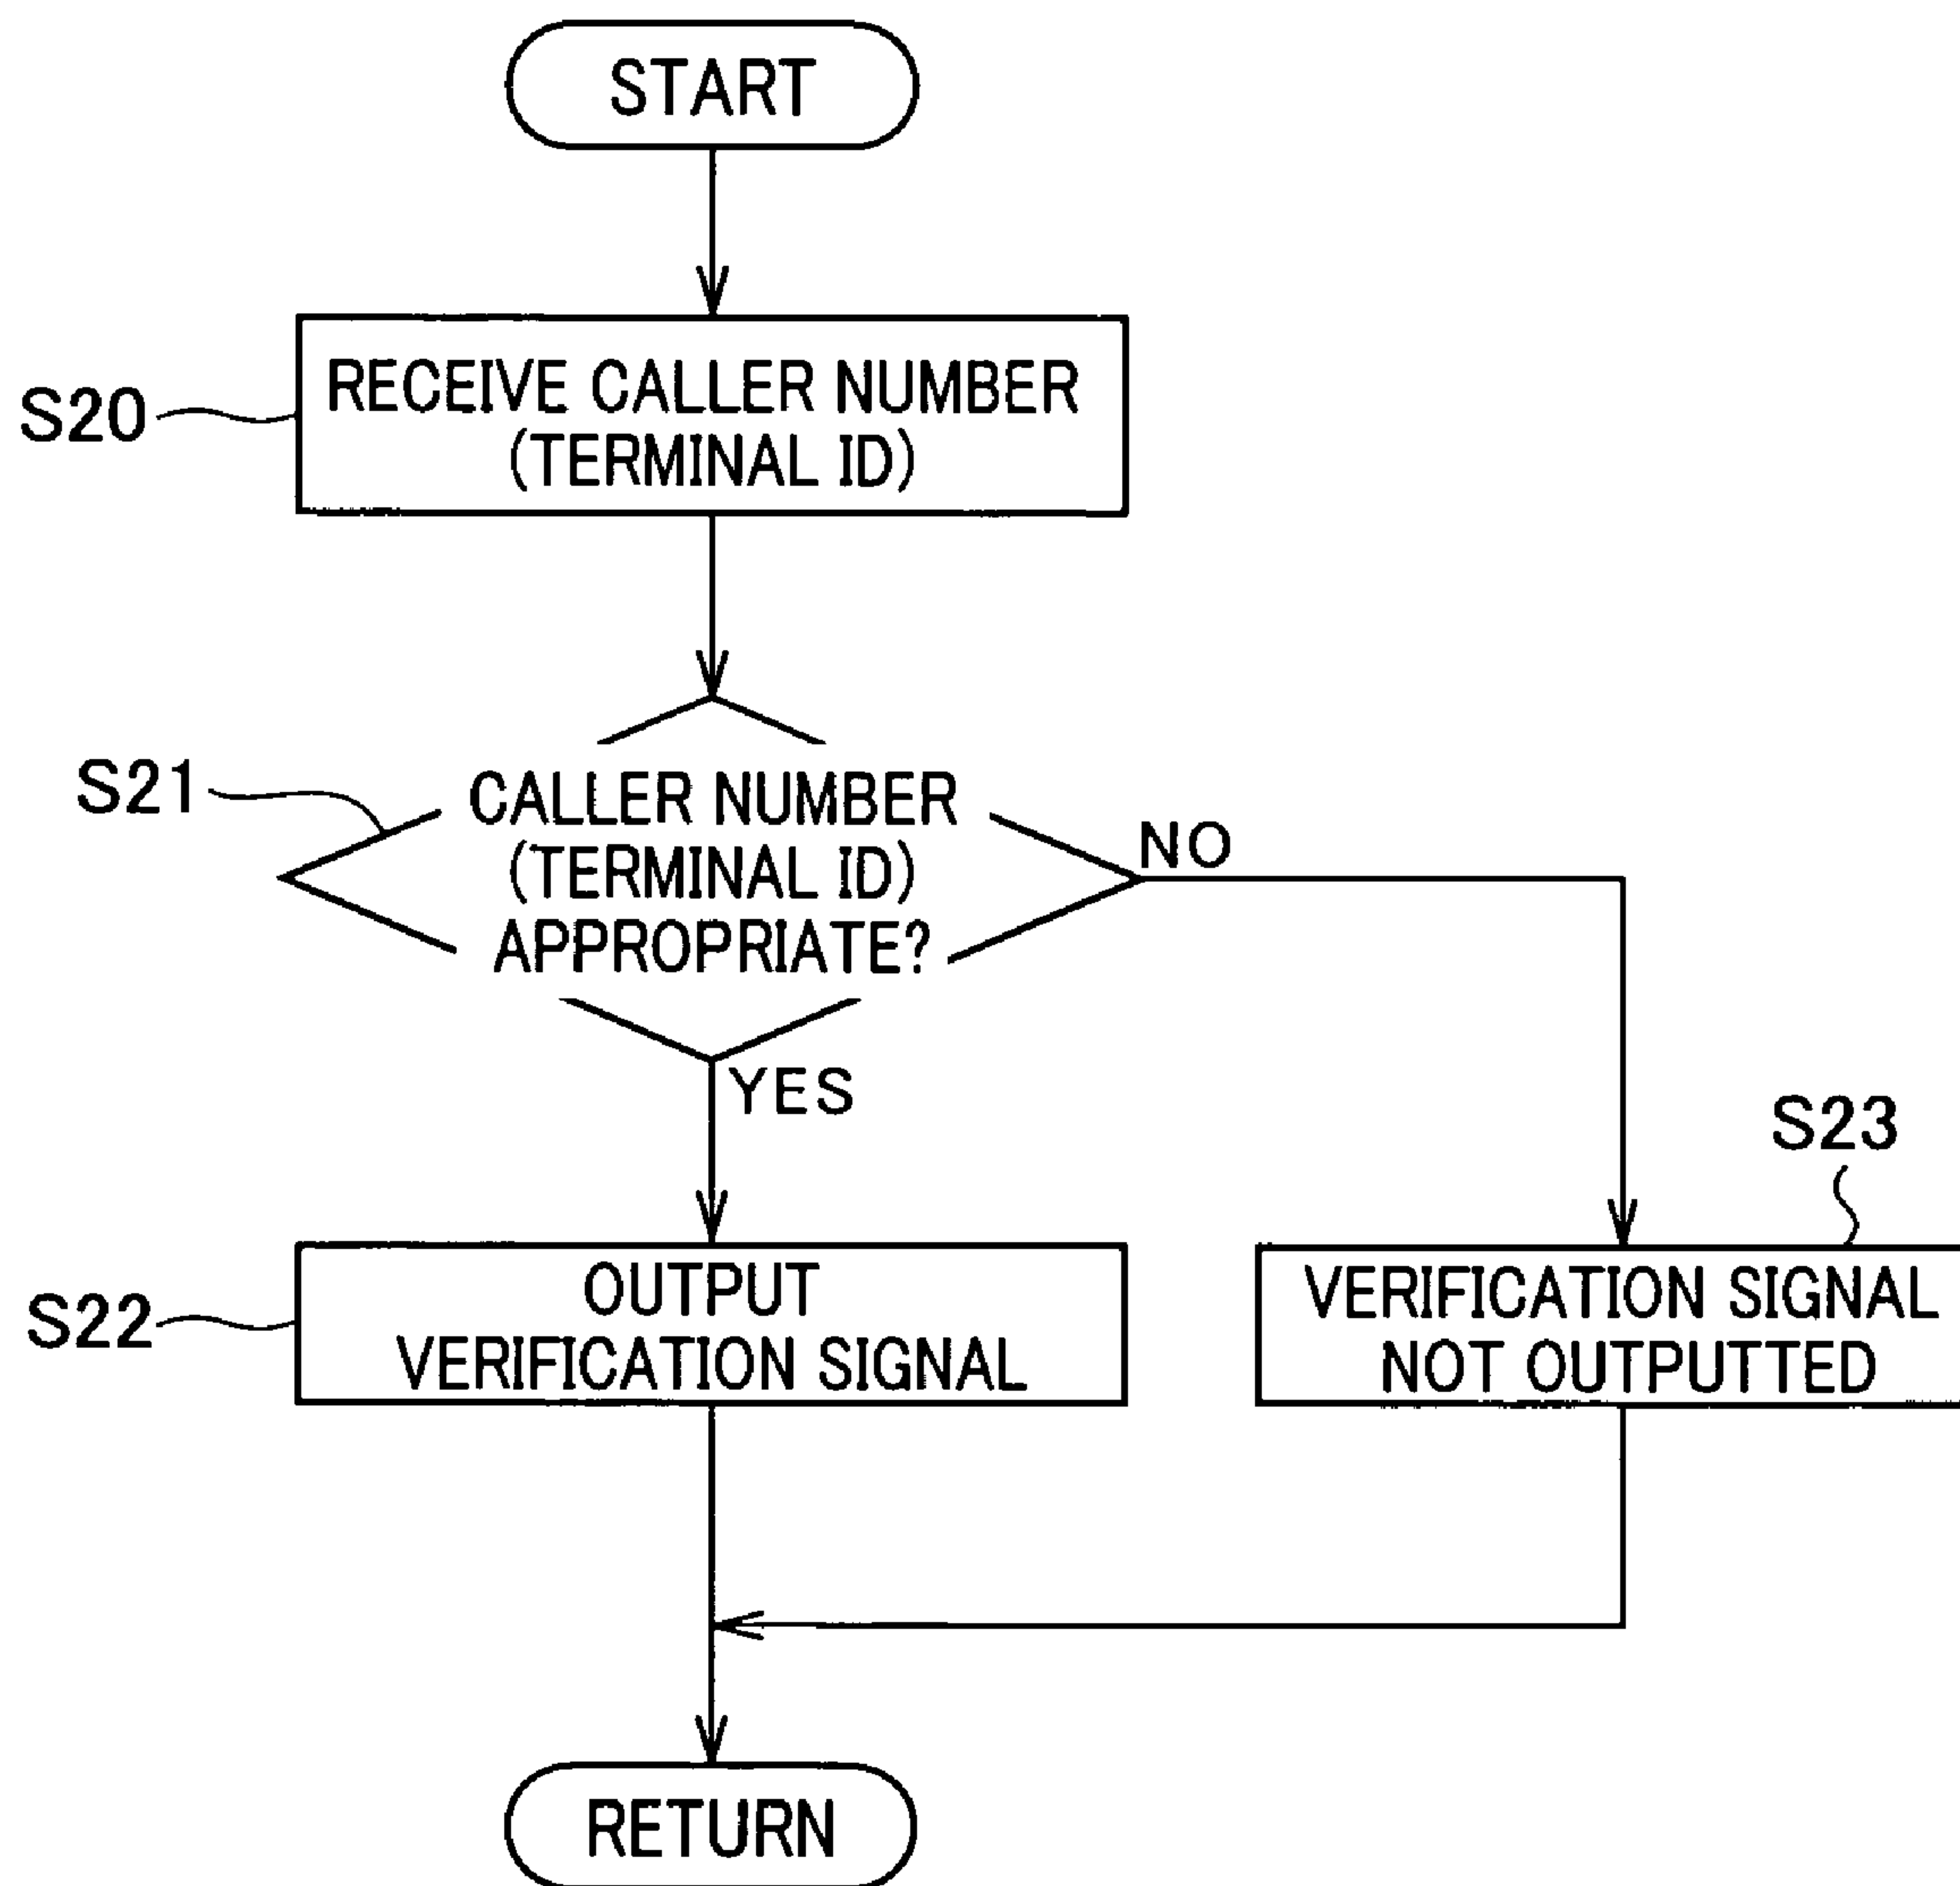 START
S20
RECEIVE CALLER NUMBER
(TERMINAL ID)
S21
CALLER NUMBER
(TERMINAL ID)
APPROPRIATE?
NO
YES
S22
OUTPUT
VERIFICATION SIGNAL
S23
VERIFICATION SIGNAL
NOT OUTPUTTED
RETURN